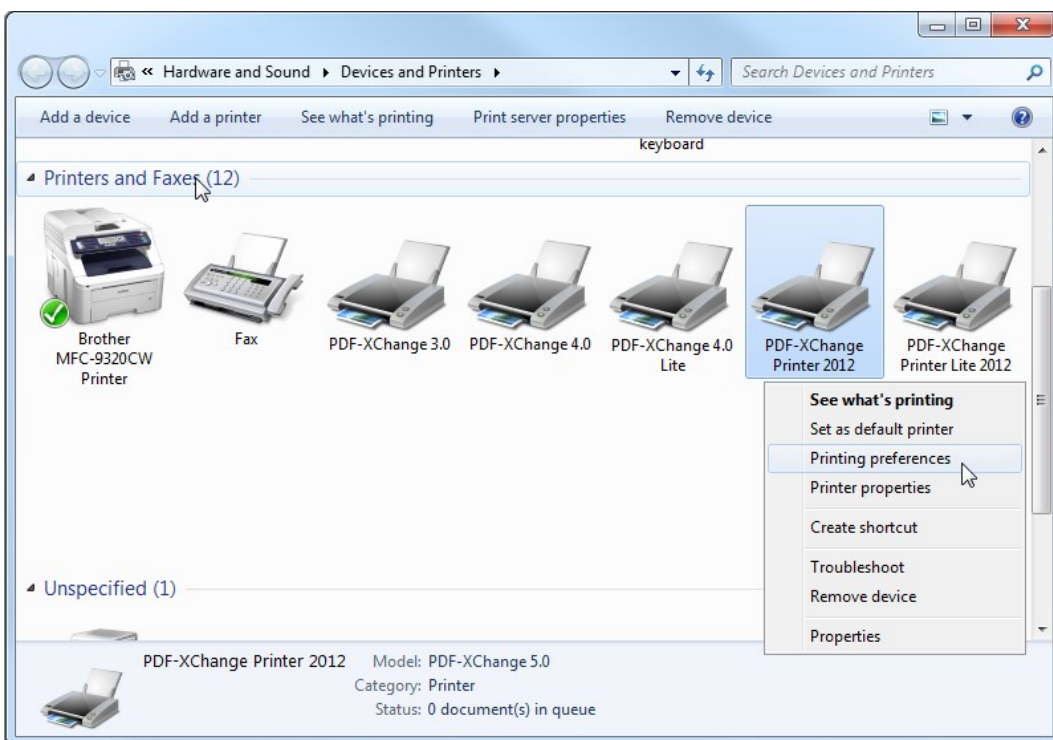 « Hardware and Sound ▸ Devices and Printers ▸
Search Devices and Printers
Add a device Add a printer See what's printing Print server properties Remove device
keyboard
Printers and Faxes (12)
Brother
MFC-9320CW
Printer
Fax
PDF-XChange 3.0
PDF-XChange 4.0
PDF-XChange 4.0
Lite
PDF-XChange
Printer 2012
PDF-XChange
Printer Lite 2012
See what's printing
Set as default printer
Printing preferences
Printer properties
Create shortcut
Troubleshoot
Remove device
Properties
Unspecified (1)
PDF-XChange Printer 2012 Model: PDF-XChange 5.0
Category: Printer
Status: 0 document(s) in queue